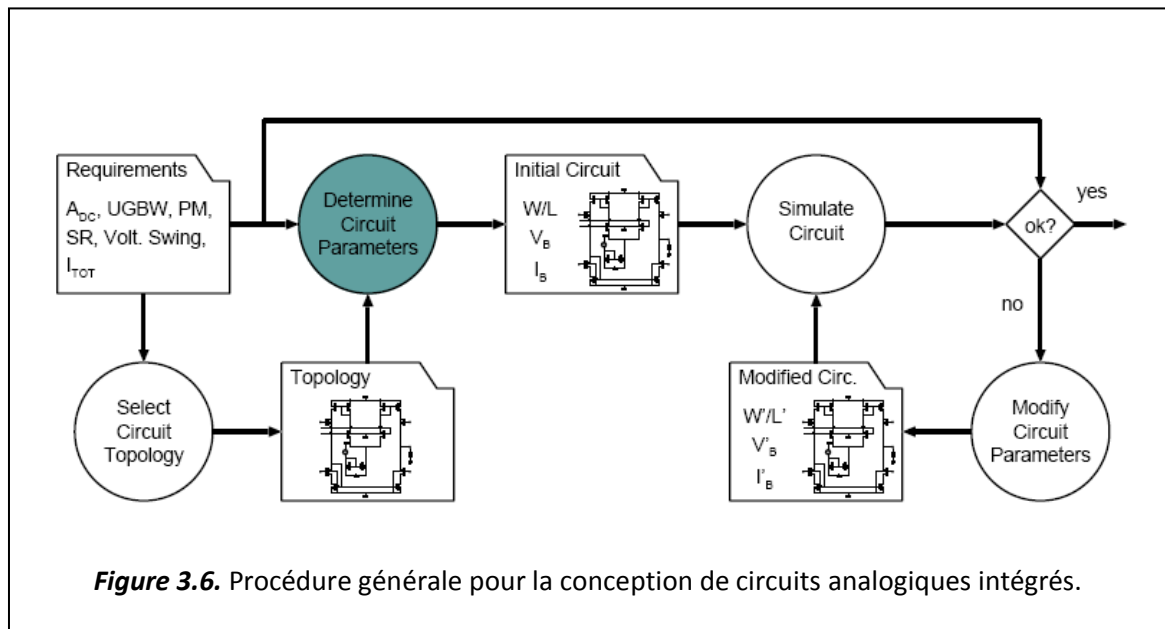 Requirements
A_DC, UGBW, PM,
SR, Volt. Swing,
I_TOT
Determine
Circuit
Parameters
Initial Circuit
W/L
V_B
I_B
Simulate
Circuit
ok?
yes
no
Select
Circuit
Topology
Topology
Modified Circ.
W'/L'
V'_B
I'_B
Modify
Circuit
Parameters
Figure 3.6. Procédure générale pour la conception de circuits analogiques intégrés.